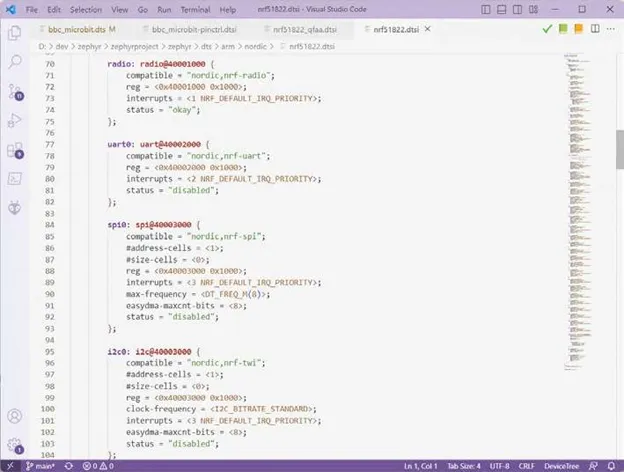 File Edit Selection View Go Run Terminal Help nrf51822.dtsi - Visual Studio Code
bbc_microbit.dts bbc_microbit-pinctrl.dtsi nrf51822_qfaa.dtsi nrf51822.dtsi
D: > dev > zephyr > zephyrproject > zephyr > dts > arm > nordic > nrf51822.dtsi
70 radio: radio@40001000 {
71 compatible = "nordic,nrf-radio";
72 reg = <0x40001000 0x1000>;
73 interrupts = <1 NRF_DEFAULT_IRQ_PRIORITY>;
74 status = "okay";
75 };
76
77 uart0: uart@40002000 {
78 compatible = "nordic,nrf-uart";
79 reg = <0x40002000 0x1000>;
80 interrupts = <2 NRF_DEFAULT_IRQ_PRIORITY>;
81 status = "disabled";
82 };
83
84 spi0: spi@40003000 {
85 compatible = "nordic,nrf-spi";
86 #address-cells = <1>;
87 #size-cells = <0>;
88 reg = <0x40003000 0x1000>;
89 interrupts = <3 NRF_DEFAULT_IRQ_PRIORITY>;
90 max-frequency = <DT_FREQ_M(8)>;
91 easydma-maxcnt-bits = <8>;
92 status = "disabled";
93 };
94
95 i2c0: i2c@40003000 {
96 compatible = "nordic,nrf-twi";
97 #address-cells = <1>;
98 #size-cells = <0>;
99 reg = <0x40003000 0x1000>;
100 clock-frequency = <I2C_BITRATE_STANDARD>;
101 interrupts = <3 NRF_DEFAULT_IRQ_PRIORITY>;
102 easydma-maxcnt-bits = <8>;
103 status = "disabled";
104 };
main* 0 0 Ln 1, Col 1 Tab Size: 4 UTF-8 CRLF DeviceTree